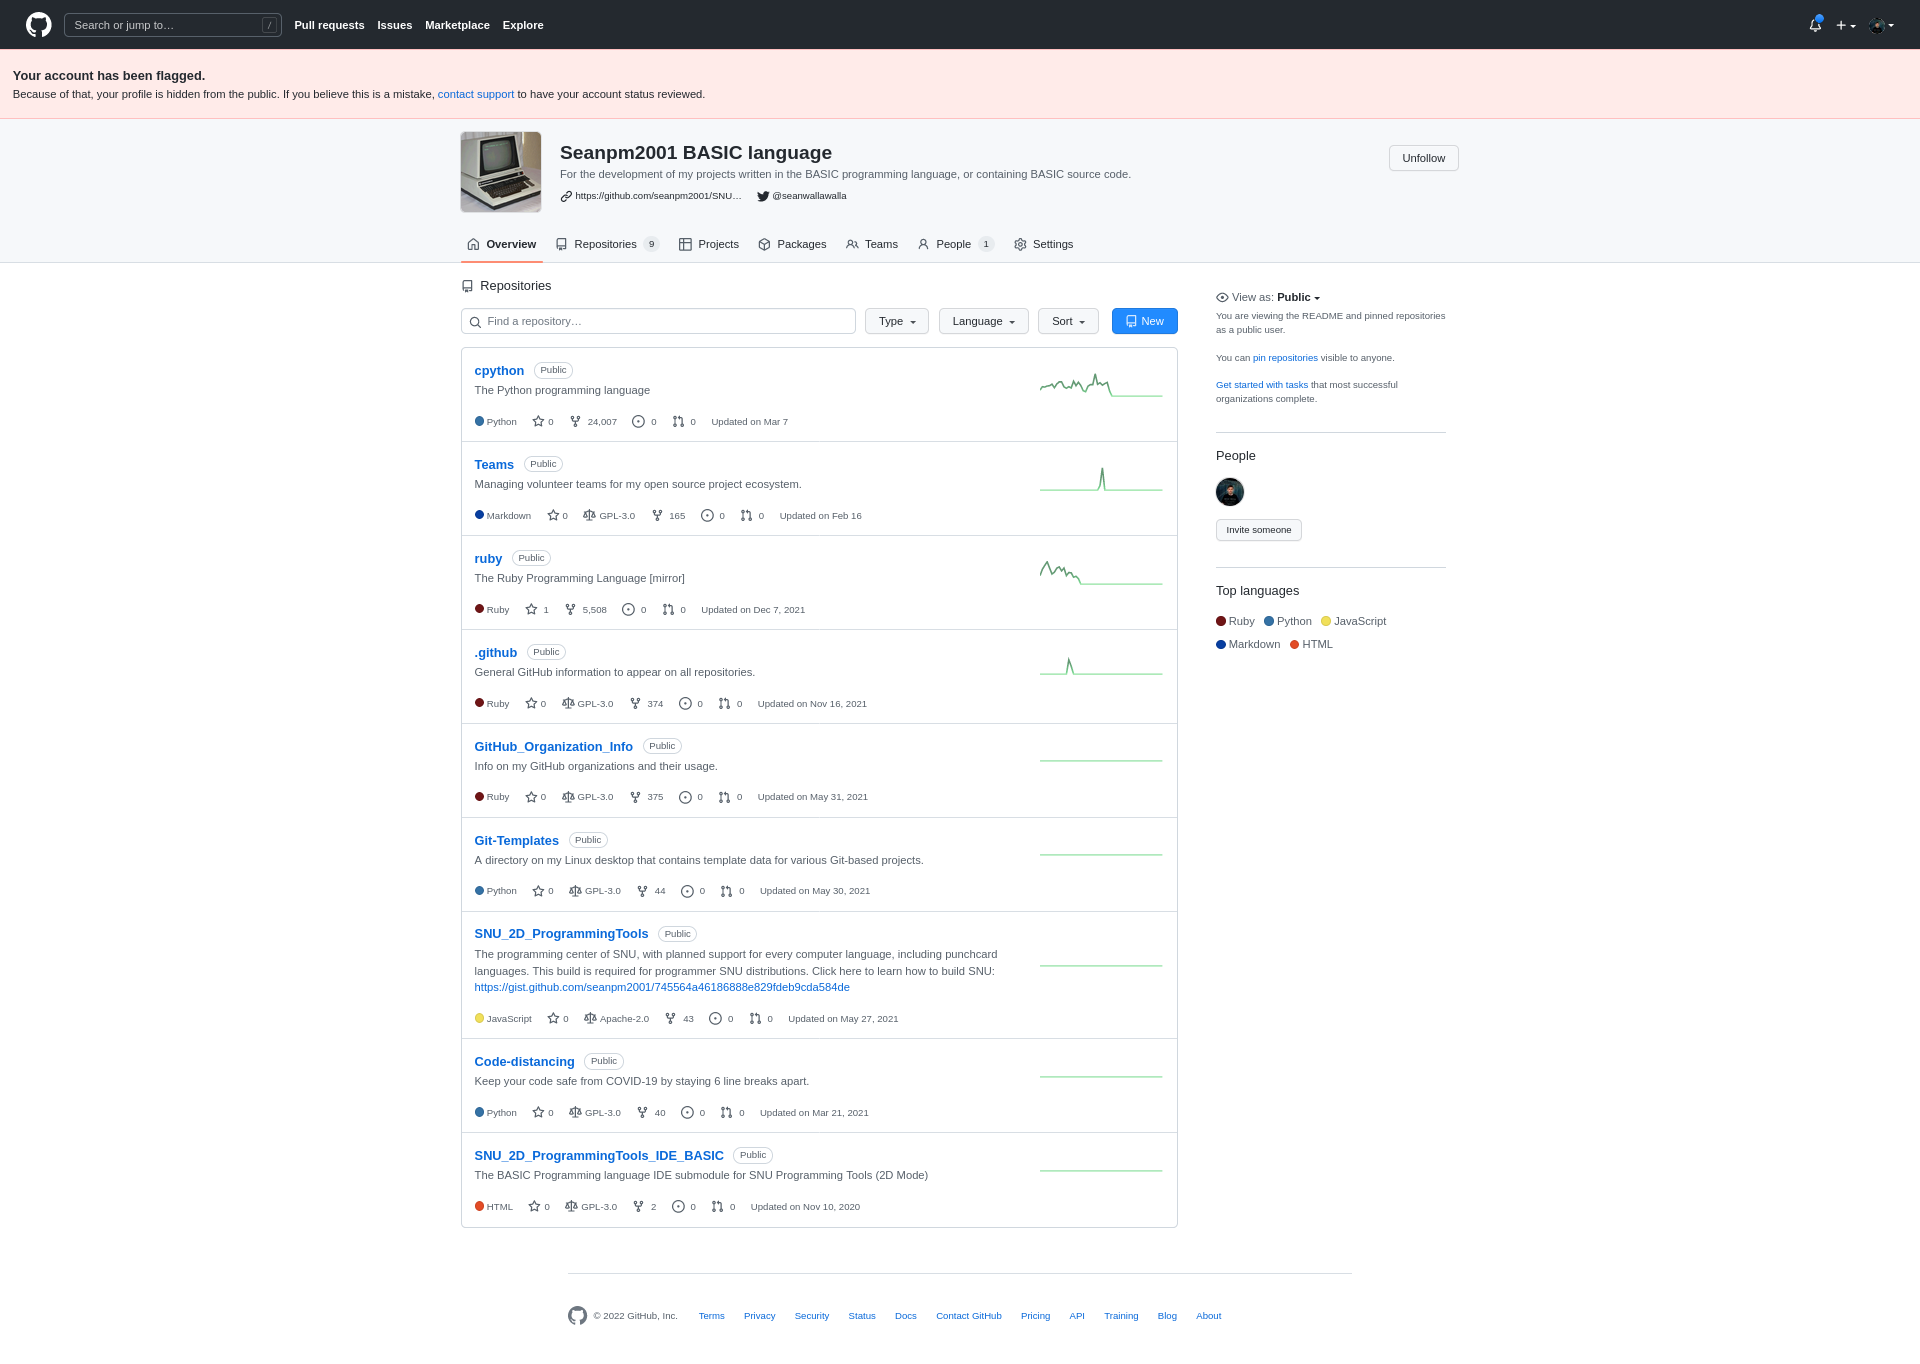 Search or jump to… /
Pull requests Issues Marketplace Explore
Your account has been flagged.
Because of that, your profile is hidden from the public. If you believe this is a mistake, contact support to have your account status reviewed.
Seanpm2001 BASIC language
For the development of my projects written in the BASIC programming language, or containing BASIC source code.
https://github.com/seanpm2001/SNU… @seanwallawalla
Unfollow
Overview Repositories 9 Projects Packages Teams People 1 Settings
Repositories
Find a repository… Type Language Sort New
cpython Public
The Python programming language
Python 0 24,007 0 0 Updated on Mar 7
Teams Public
Managing volunteer teams for my open source project ecosystem.
Markdown 0 GPL-3.0 165 0 0 Updated on Feb 16
ruby Public
The Ruby Programming Language [mirror]
Ruby 1 5,508 0 0 Updated on Dec 7, 2021
.github Public
General GitHub information to appear on all repositories.
Ruby 0 GPL-3.0 374 0 0 Updated on Nov 16, 2021
GitHub_Organization_Info Public
Info on my GitHub organizations and their usage.
Ruby 0 GPL-3.0 375 0 0 Updated on May 31, 2021
Git-Templates Public
A directory on my Linux desktop that contains template data for various Git-based projects.
Python 0 GPL-3.0 44 0 0 Updated on May 30, 2021
SNU_2D_ProgrammingTools Public
The programming center of SNU, with planned support for every computer language, including punchcard
languages. This build is required for programmer SNU distributions. Click here to learn how to build SNU:
https://gist.github.com/seanpm2001/745564a46186888e829fdeb9cda584de
JavaScript 0 Apache-2.0 43 0 0 Updated on May 27, 2021
Code-distancing Public
Keep your code safe from COVID-19 by staying 6 line breaks apart.
Python 0 GPL-3.0 40 0 0 Updated on Mar 21, 2021
SNU_2D_ProgrammingTools_IDE_BASIC Public
The BASIC Programming language IDE submodule for SNU Programming Tools (2D Mode)
HTML 0 GPL-3.0 2 0 0 Updated on Nov 10, 2020
View as: Public
You are viewing the README and pinned repositories
as a public user.
You can pin repositories visible to anyone.
Get started with tasks that most successful
organizations complete.
People
Invite someone
Top languages
Ruby Python JavaScript
Markdown HTML
© 2022 GitHub, Inc. Terms Privacy Security Status Docs Contact GitHub Pricing API Training Blog About